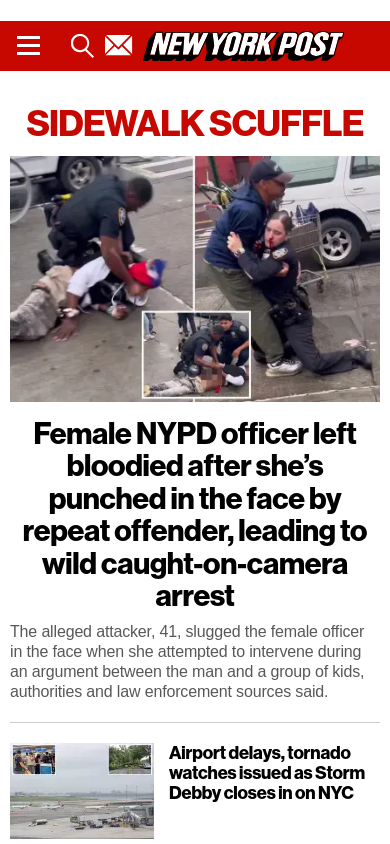 NEW YORK POST
SIDEWALK SCUFFLE
Female NYPD officer left
bloodied after she’s
punched in the face by
repeat offender, leading to
wild caught-on-camera
arrest
The alleged attacker, 41, slugged the female officer
in the face when she attempted to intervene during
an argument between the man and a group of kids,
authorities and law enforcement sources said.
Airport delays, tornado
watches issued as Storm
Debby closes in on NYC